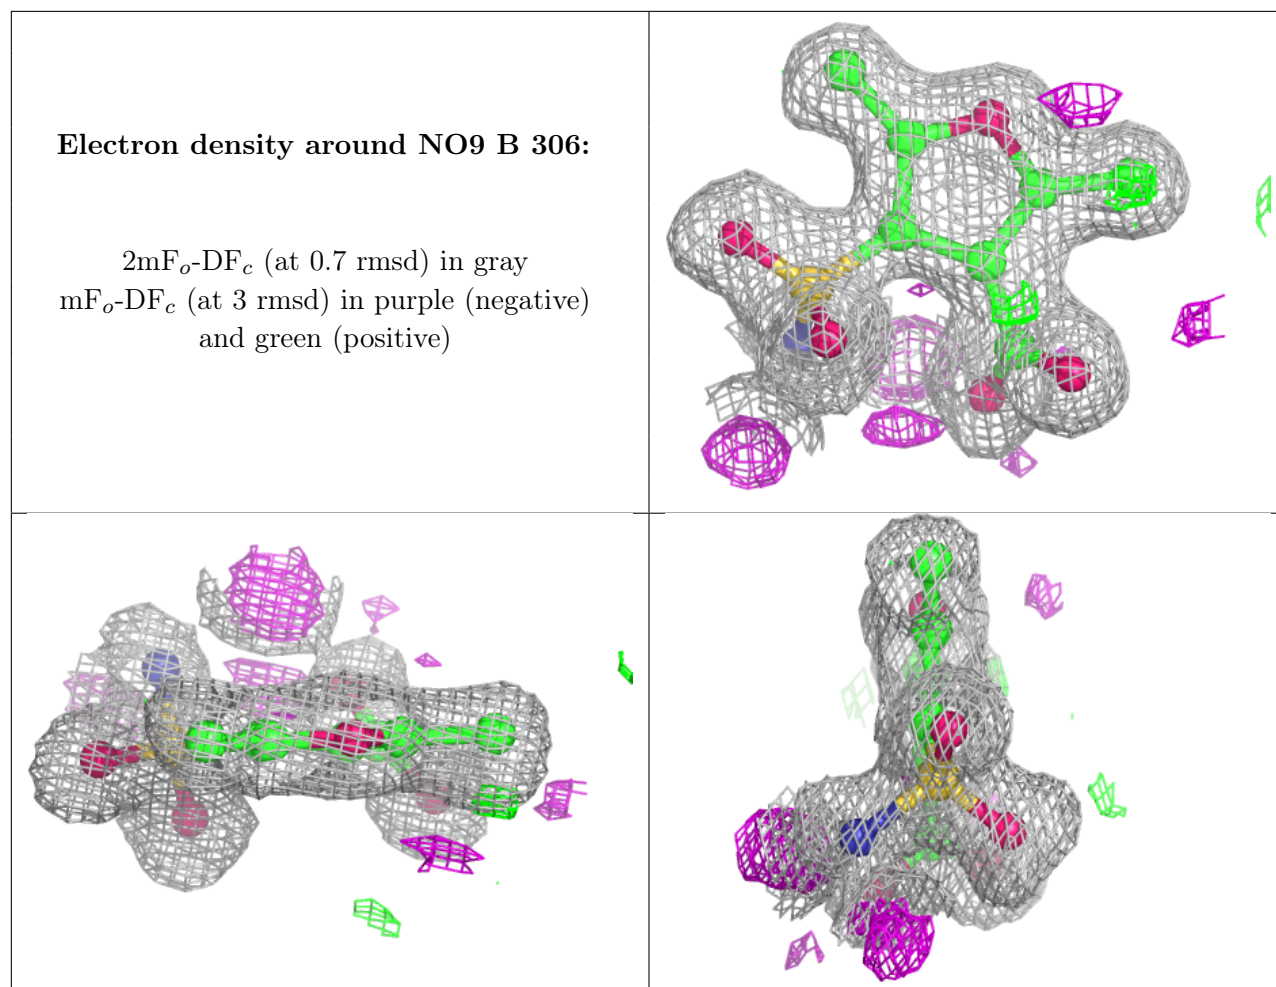 Electron density around NO9 B 306:
2mFₒ-DF𝒸 (at 0.7 rmsd) in gray
mFₒ-DF𝒸 (at 3 rmsd) in purple (negative)
and green (positive)